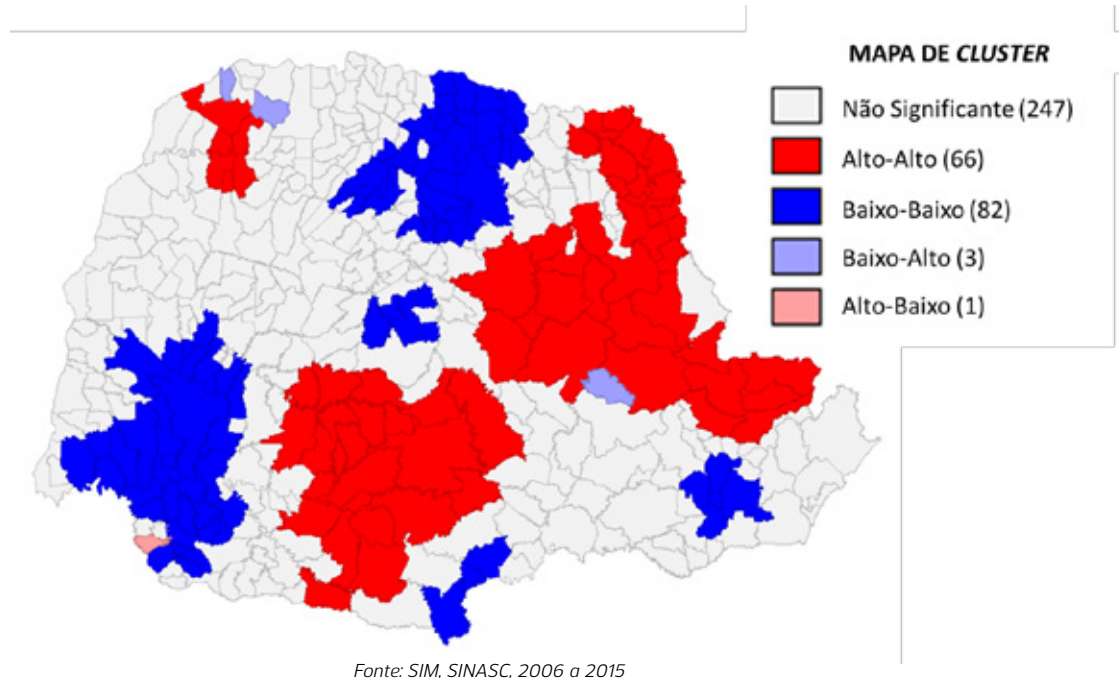 MAPA DE CLUSTER
Não Significante (247)
Alto-Alto (66)
Baixo-Baixo (82)
Baixo-Alto (3)
Alto-Baixo (1)
Fonte: SIM, SINASC, 2006 a 2015